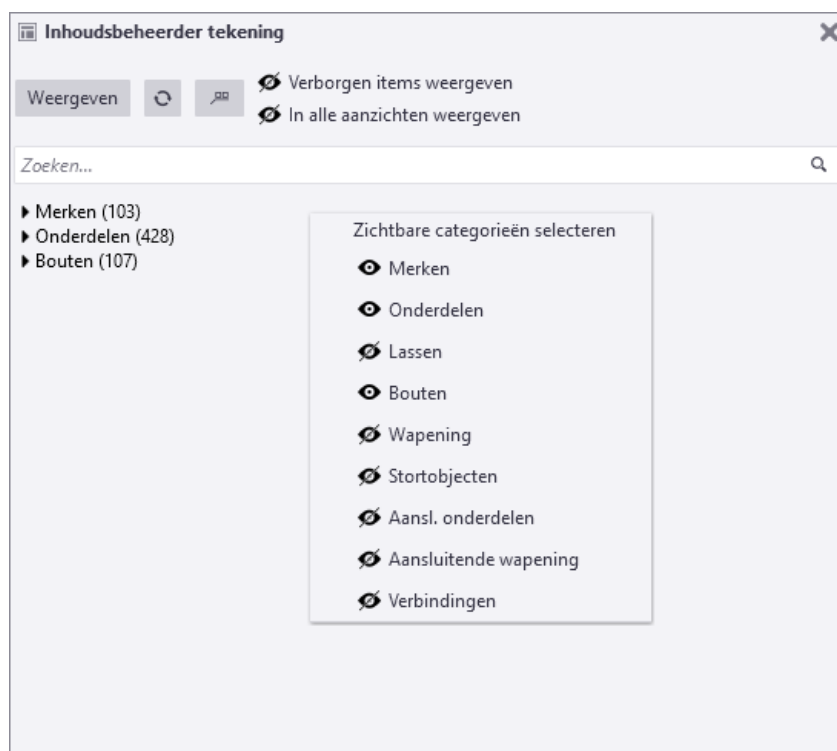 Inhoudsbeheerder tekening
Weergeven
Verborgen items weergeven
In alle aanzichten weergeven
Zoeken...
Merken (103)
Onderdelen (428)
Bouten (107)
Zichtbare categorieën selecteren
Merken
Onderdelen
Lassen
Bouten
Wapening
Stortobjecten
Aansl. onderdelen
Aansluitende wapening
Verbindingen